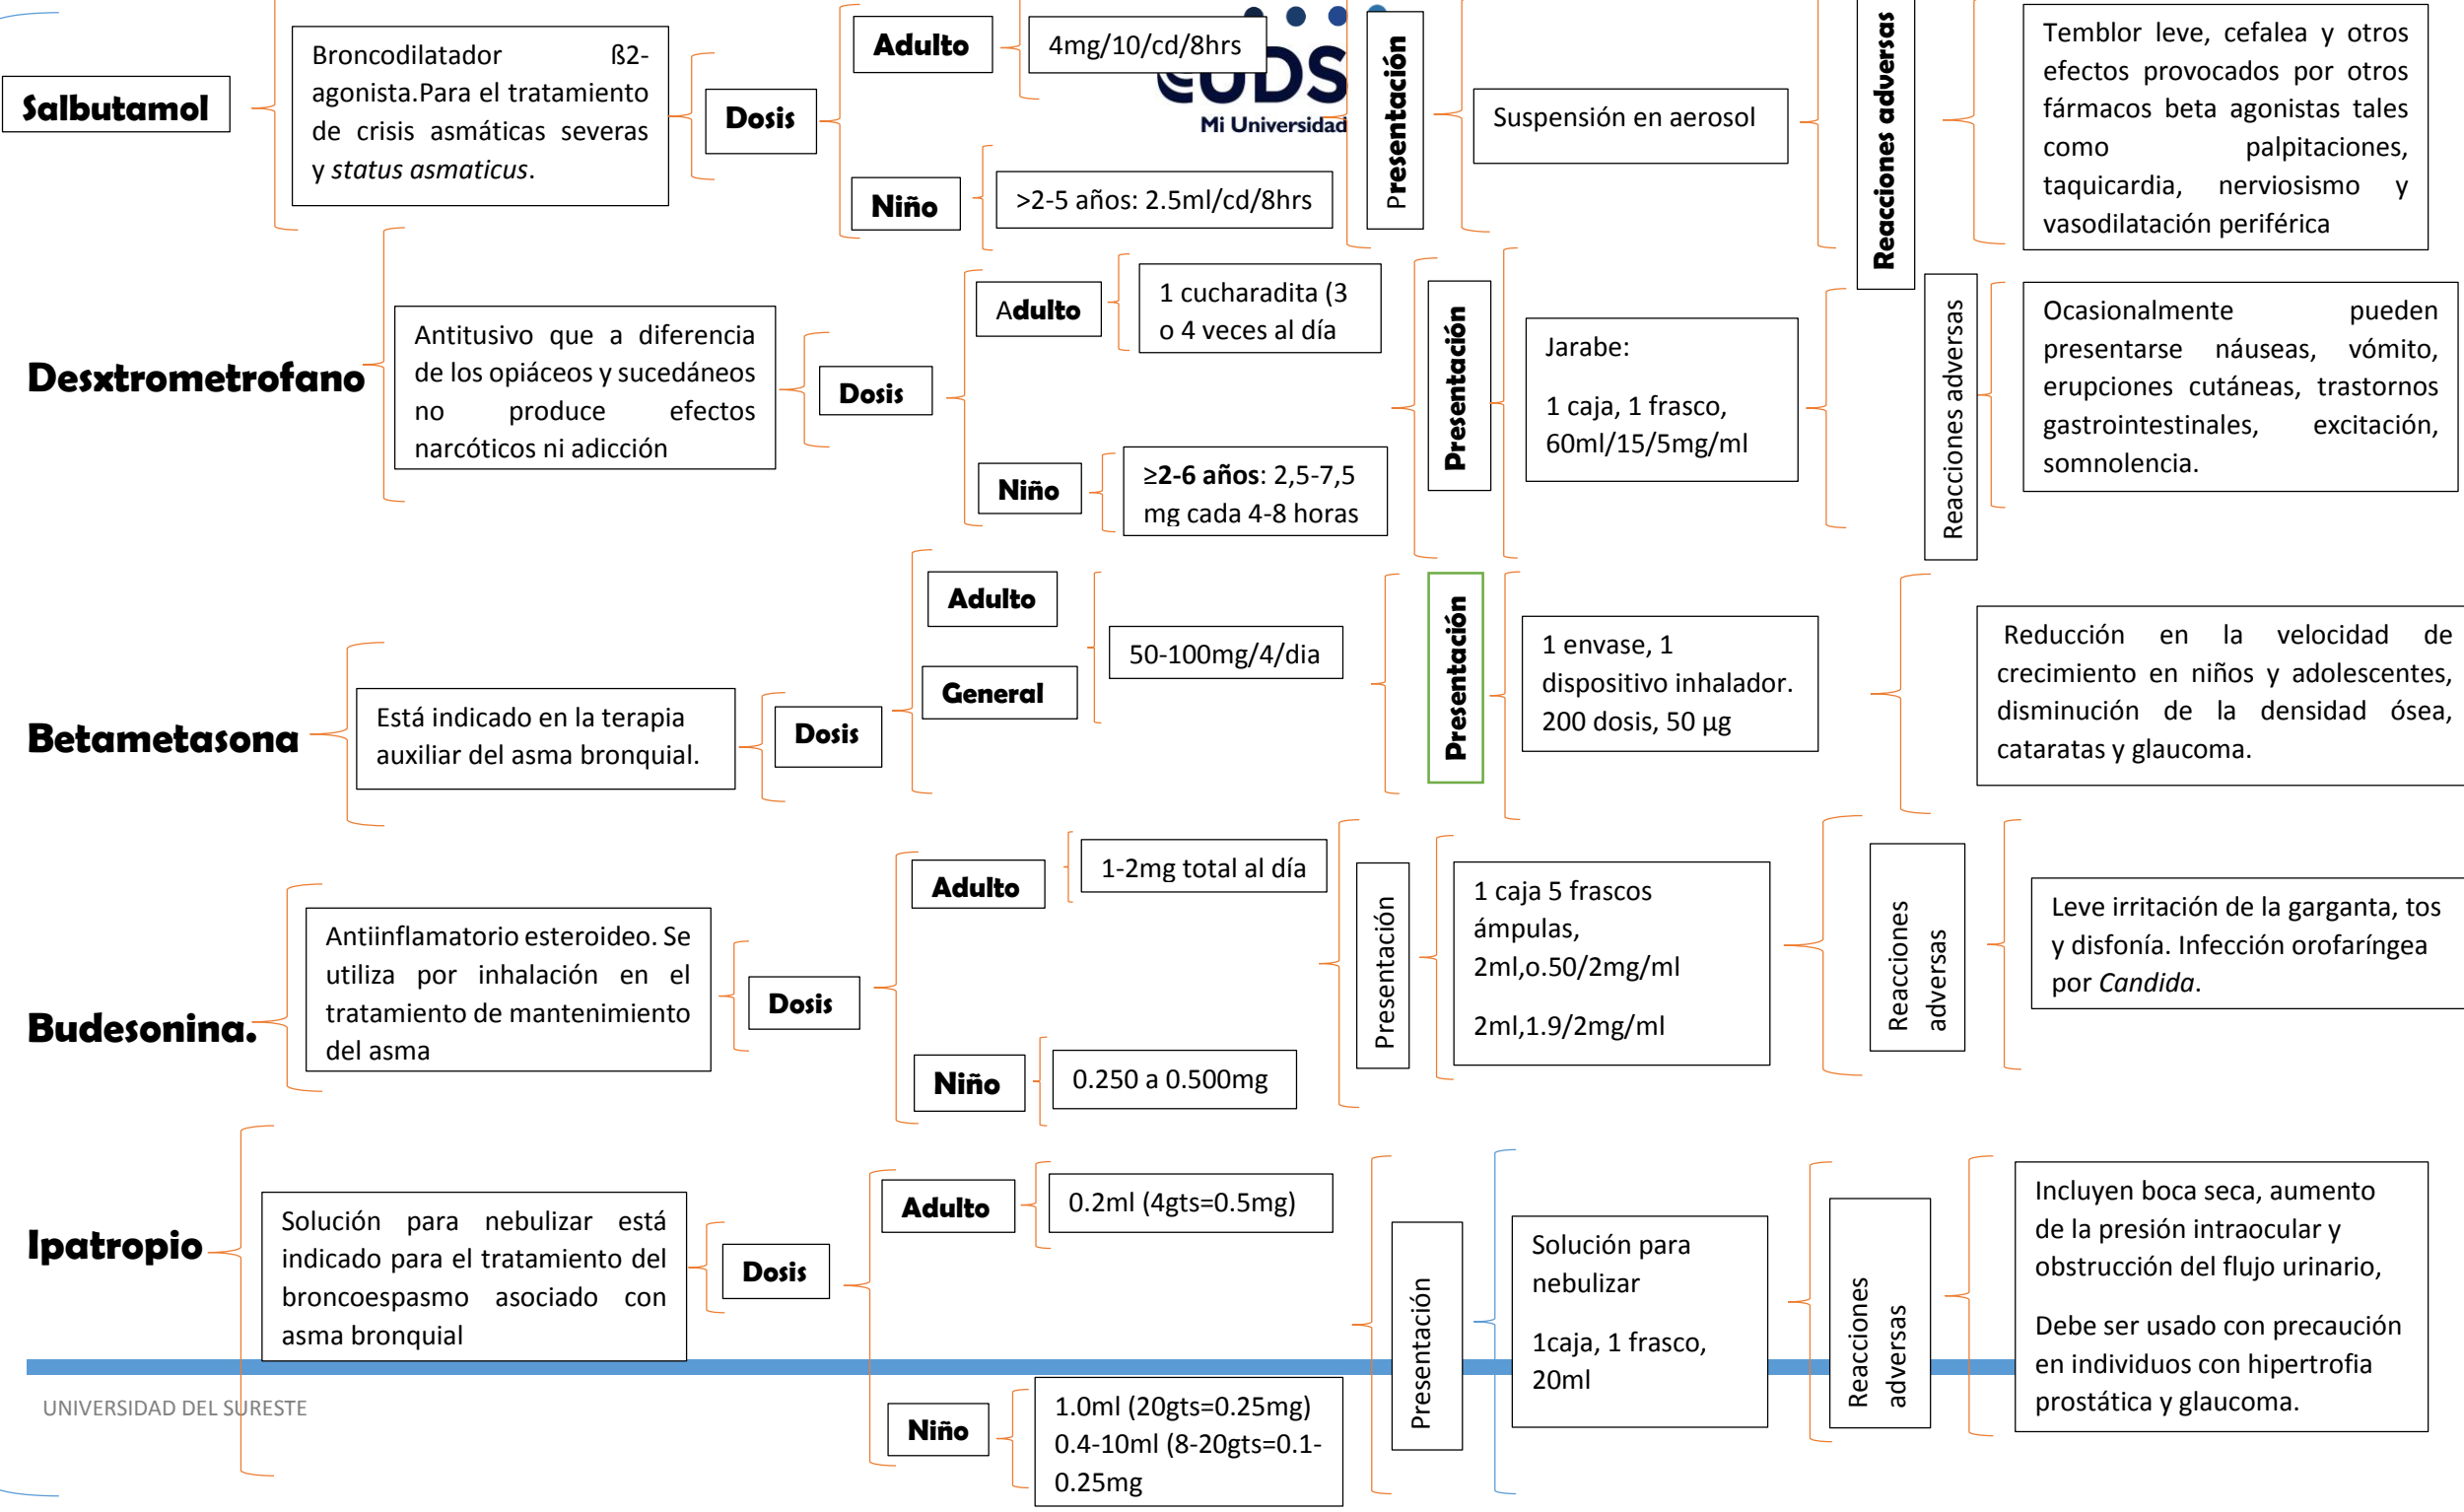 Salbutamol
Broncodilatador ß2-
agonista.Para el tratamiento
de crisis asmáticas severas
y status asmaticus.
Dosis
Adulto
4mg/10/cd/8hrs
Niño
>2-5 años: 2.5ml/cd/8hrs
UDS
Mi Universidad
Presentación
Suspensión en aerosol
Reacciones adversas
Temblor leve, cefalea y otros
efectos provocados por otros
fármacos beta agonistas tales
como palpitaciones,
taquicardia, nerviosismo y
vasodilatación periférica
Desxtrometrofano
Antitusivo que a diferencia
de los opiáceos y sucedáneos
no produce efectos
narcóticos ni adicción
Dosis
Adulto
1 cucharadita (3
o 4 veces al día
Niño
≥2-6 años: 2,5-7,5
mg cada 4-8 horas
Presentación
Jarabe:
1 caja, 1 frasco,
60ml/15/5mg/ml
Reacciones adversas
Ocasionalmente pueden
presentarse náuseas, vómito,
erupciones cutáneas, trastornos
gastrointestinales, excitación,
somnolencia.
Betametasona
Está indicado en la terapia
auxiliar del asma bronquial.
Dosis
Adulto
General
50-100mg/4/dia
Presentación
1 envase, 1
dispositivo inhalador.
200 dosis, 50 µg
Reducción en la velocidad de
crecimiento en niños y adolescentes,
disminución de la densidad ósea,
cataratas y glaucoma.
Budesonina.
Antiinflamatorio esteroideo. Se
utiliza por inhalación en el
tratamiento de mantenimiento
del asma
Dosis
Adulto
1-2mg total al día
Niño
0.250 a 0.500mg
Presentación
1 caja 5 frascos
ámpulas,
2ml,o.50/2mg/ml
2ml,1.9/2mg/ml
Reacciones
adversas
Leve irritación de la garganta, tos
y disfonía. Infección orofaríngea
por Candida.
Ipatropio
Solución para nebulizar está
indicado para el tratamiento del
broncoespasmo asociado con
asma bronquial
Dosis
Adulto
0.2ml (4gts=0.5mg)
Niño
1.0ml (20gts=0.25mg)
0.4-10ml (8-20gts=0.1-
0.25mg
Presentación
Solución para
nebulizar
1caja, 1 frasco,
20ml
Reacciones
adversas
Incluyen boca seca, aumento
de la presión intraocular y
obstrucción del flujo urinario,
Debe ser usado con precaución
en individuos con hipertrofia
prostática y glaucoma.
UNIVERSIDAD DEL SURESTE